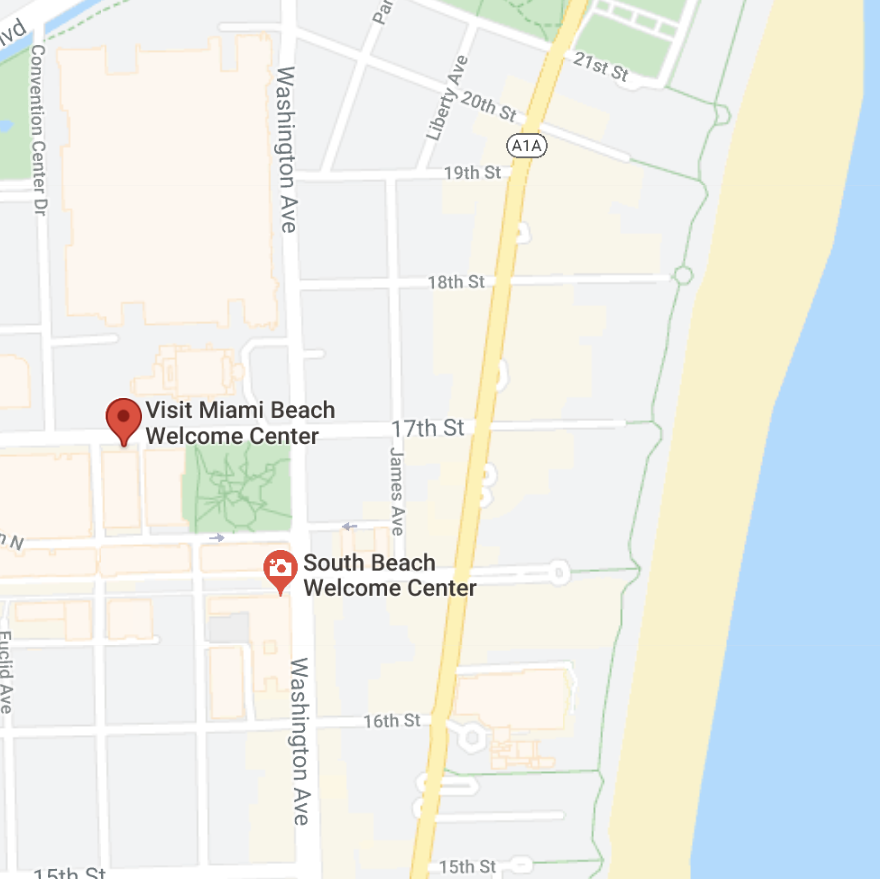 lvd
Convention Center Dr
Washington Ave
Par
Liberty Ave
21st St
20th St
A1A
19th St
18th St
Visit Miami Beach
Welcome Center
17th St
James Ave
n N
South Beach
Welcome Center
Euclid Ave
Washington Ave
16th St
15th St
15th St